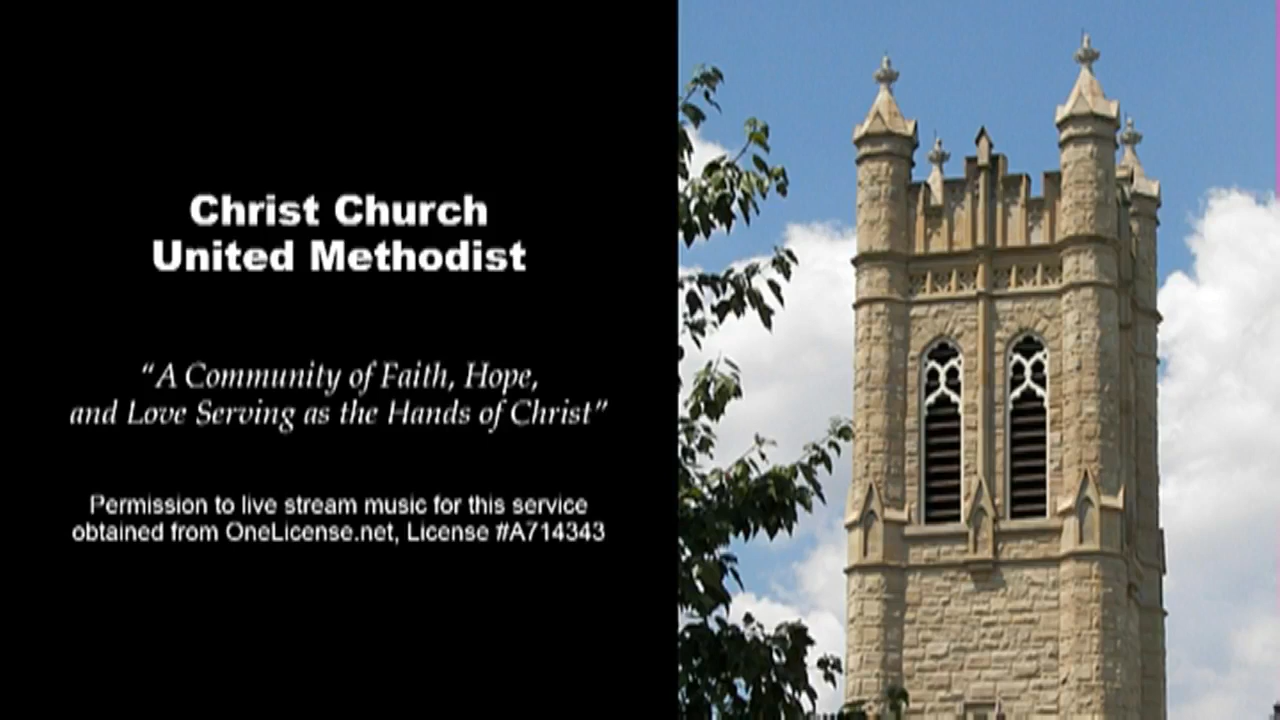 Christ Church
United Methodist
“A Community of Faith, Hope,
and Love Serving as the Hands of Christ”
Permission to live stream music for this service
obtained from OneLicense.net, License #A714343